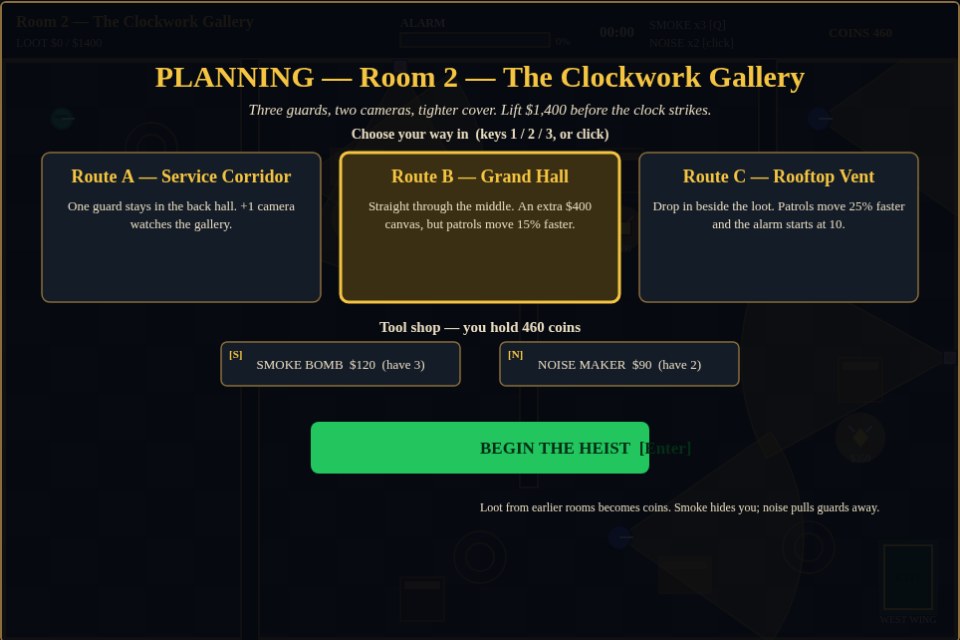 Room 2 — The Clockwork Gallery
LOOT $0 / $1400
ALARM
0%
00:00
SMOKE x3 [Q]
NOISE x2 [click]
COINS 460
PLANNING — Room 2 — The Clockwork Gallery
Three guards, two cameras, tighter cover. Lift $1,400 before the clock strikes.
Choose your way in (keys 1 / 2 / 3, or click)
Route A — Service Corridor
One guard stays in the back hall. +1 camera
watches the gallery.
Route B — Grand Hall
Straight through the middle. An extra $400
canvas, but patrols move 15% faster.
Route C — Rooftop Vent
Drop in beside the loot. Patrols move 25% faster
and the alarm starts at 10.
Tool shop — you hold 460 coins
[S]
SMOKE BOMB $120 (have 3)
[N]
NOISE MAKER $90 (have 2)
BEGIN THE HEIST [Enter]
Loot from earlier rooms becomes coins. Smoke hides you; noise pulls guards away.
WEST WING